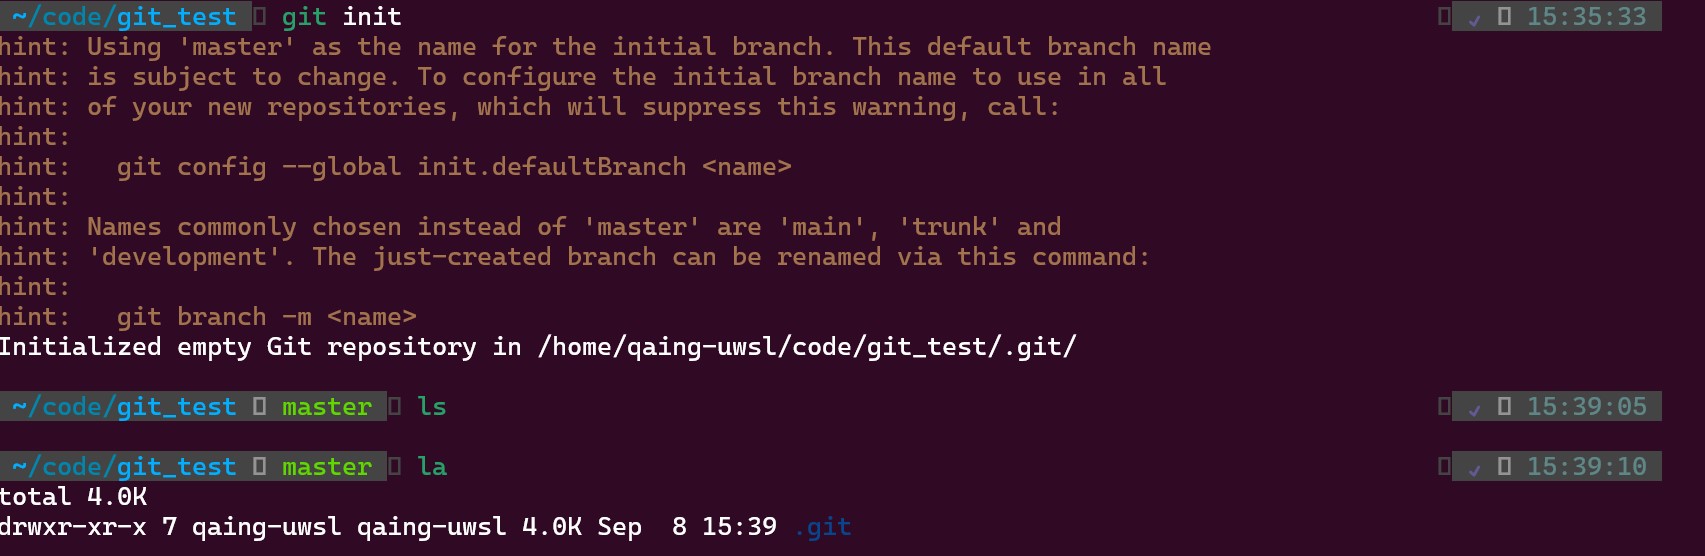 ~/code/git_test git init ✓ 15:35:33
hint: Using 'master' as the name for the initial branch. This default branch name
hint: is subject to change. To configure the initial branch name to use in all
hint: of your new repositories, which will suppress this warning, call:
hint:
hint:   git config --global init.defaultBranch <name>
hint:
hint: Names commonly chosen instead of 'master' are 'main', 'trunk' and
hint: 'development'. The just-created branch can be renamed via this command:
hint:
hint:   git branch -m <name>
Initialized empty Git repository in /home/qaing-uwsl/code/git_test/.git/
~/code/git_test master ls ✓ 15:39:05
~/code/git_test master la ✓ 15:39:10
total 4.0K
drwxr-xr-x 7 qaing-uwsl qaing-uwsl 4.0K Sep  8 15:39 .git